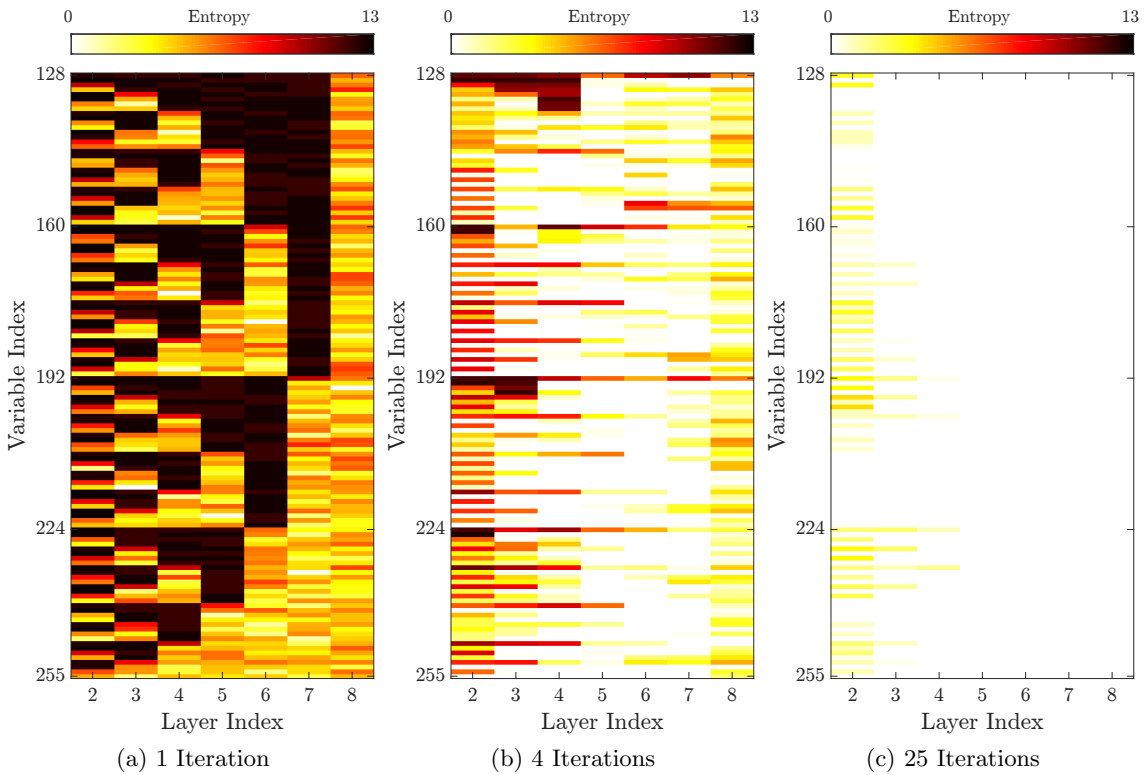 0 Entropy 13
128
160
192
224
255
Variable Index
2 3 4 5 6 7 8
Layer Index
(a) 1 Iteration
0 Entropy 13
128
160
192
224
255
Variable Index
2 3 4 5 6 7 8
Layer Index
(b) 4 Iterations
0 Entropy 13
128
160
192
224
255
Variable Index
2 3 4 5 6 7 8
Layer Index
(c) 25 Iterations